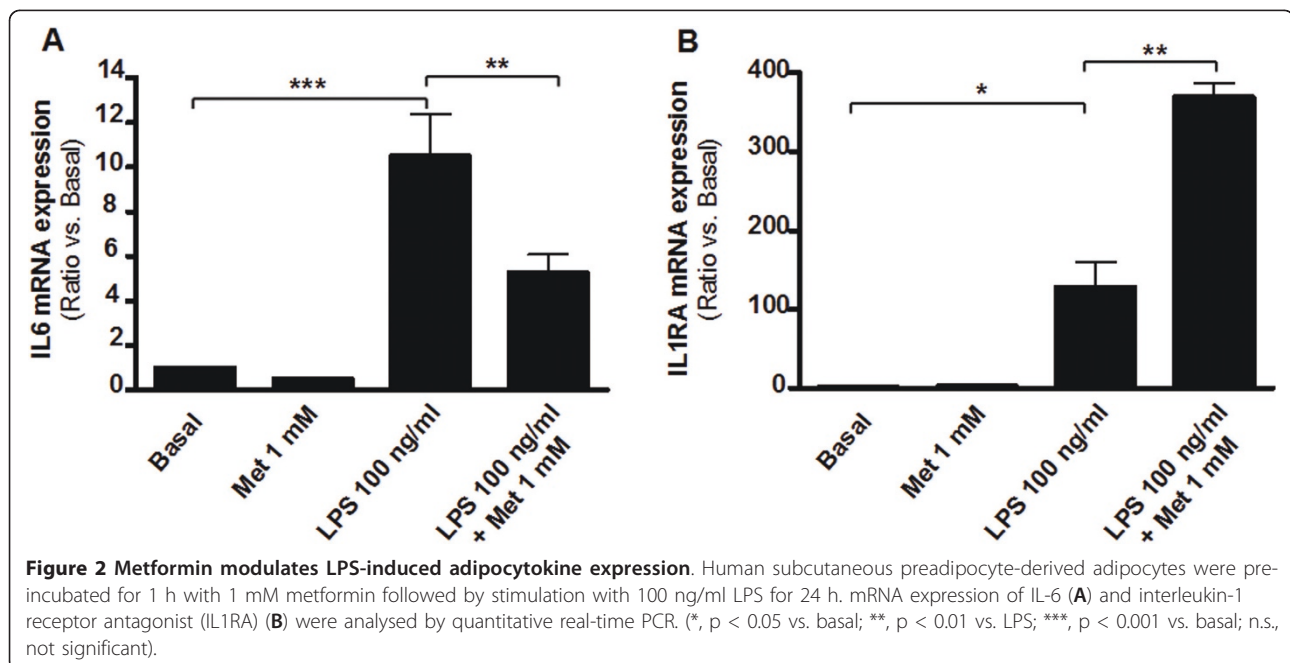 A
IL6 mRNA expression
(Ratio vs. Basal)
14
12
10
8
6
4
2
0
***
**
Basal
Met 1 mM
LPS 100 ng/ml
LPS 100 ng/ml
+ Met 1 mM
B
IL1RA mRNA expression
(Ratio vs. Basal)
400
300
200
100
0
*
**
Basal
Met 1 mM
LPS 100 ng/ml
LPS 100 ng/ml
+ Met 1 mM
Figure 2 Metformin modulates LPS-induced adipocytokine expression. Human subcutaneous preadipocyte-derived adipocytes were pre-
incubated for 1 h with 1 mM metformin followed by stimulation with 100 ng/ml LPS for 24 h. mRNA expression of IL-6 (A) and interleukin-1
receptor antagonist (IL1RA) (B) were analysed by quantitative real-time PCR. (*, p < 0.05 vs. basal; **, p < 0.01 vs. LPS; ***, p < 0.001 vs. basal; n.s.,
not significant).